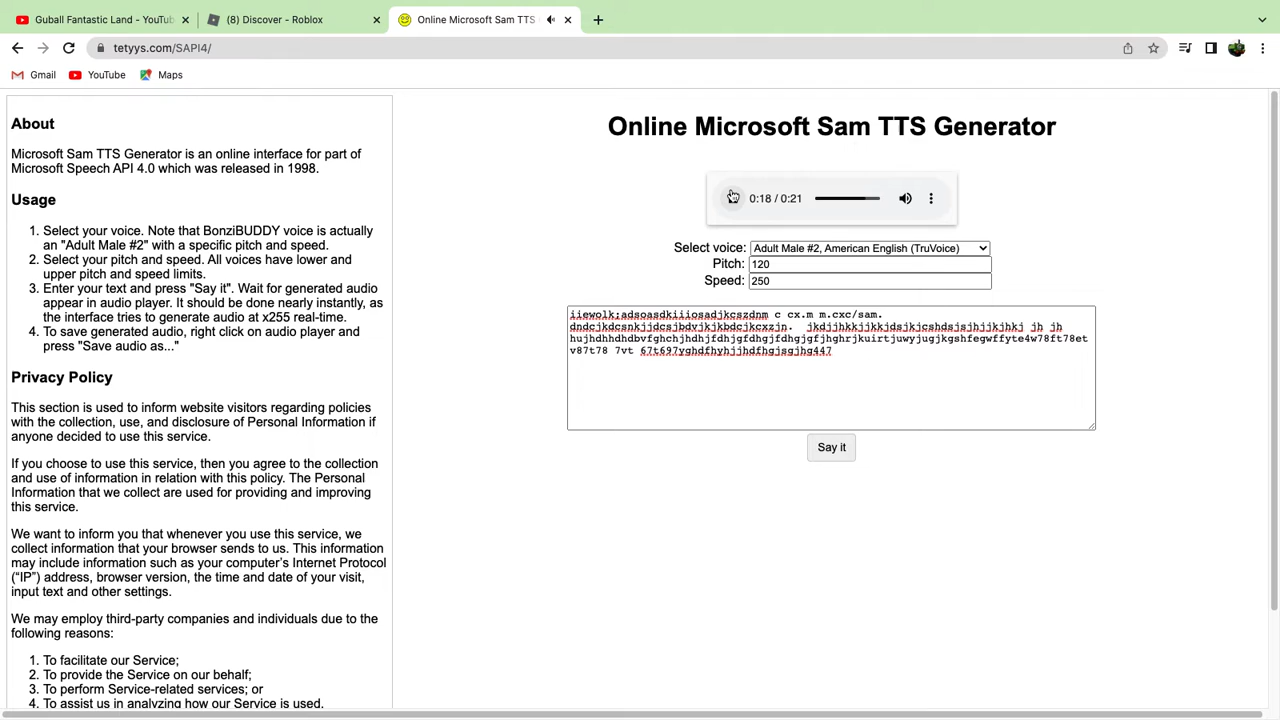 Guball Fantastic Land - YouTub
(8) Discover - Roblox
Online Microsoft Sam TTS
tetyys.com/SAPI4/
Gmail
YouTube
Maps
About
Microsoft Sam TTS Generator is an online interface for part of
Microsoft Speech API 4.0 which was released in 1998.
Usage
1. Select your voice. Note that BonziBUDDY voice is actually
an "Adult Male #2" with a specific pitch and speed.
2. Select your pitch and speed. All voices have lower and
upper pitch and speed limits.
3. Enter your text and press "Say it". Wait for generated audio
appear in audio player. It should be done nearly instantly, as
the interface tries to generate audio at x255 real-time.
4. To save generated audio, right click on audio player and
press "Save audio as..."
Privacy Policy
This section is used to inform website visitors regarding policies
with the collection, use, and disclosure of Personal Information if
anyone decided to use this service.
If you choose to use this service, then you agree to the collection
and use of information in relation with this policy. The Personal
Information that we collect are used for providing and improving
this service.
We want to inform you that whenever you use this service, we
collect information that your browser sends to us. This information
may include information such as your computer's Internet Protocol
("IP") address, browser version, the time and date of your visit,
input text and other settings.
We may employ third-party companies and individuals due to the
following reasons:
1. To facilitate our Service;
2. To provide the Service on our behalf;
3. To perform Service-related services; or
4. To assist us in analyzing how our Service is used.
Online Microsoft Sam TTS Generator
0:18 / 0:21
Select voice: Adult Male #2, American English (TruVoice)
Pitch: 120
Speed: 250
iiewolk;adsoasdkiiiosadjkcszdnm c cx.m m.cxc/sam.
dndcjkdcsnkjjdcsjbdvjkjkbdcjkcxzjn. jkdjjhkkjjkkjdsjkjcshdsjsjhjjkjhkj jh jh
hujhdhhdhdbvfghchjhdhjfdhjgfdhgjfdhgjgfjhghrjkuirtjuwyjugjkgshfegwffyte4w78ft78et
v87t78 7vt 67t697yghdfhyhjjhdfhgjsgjhg447
Say it